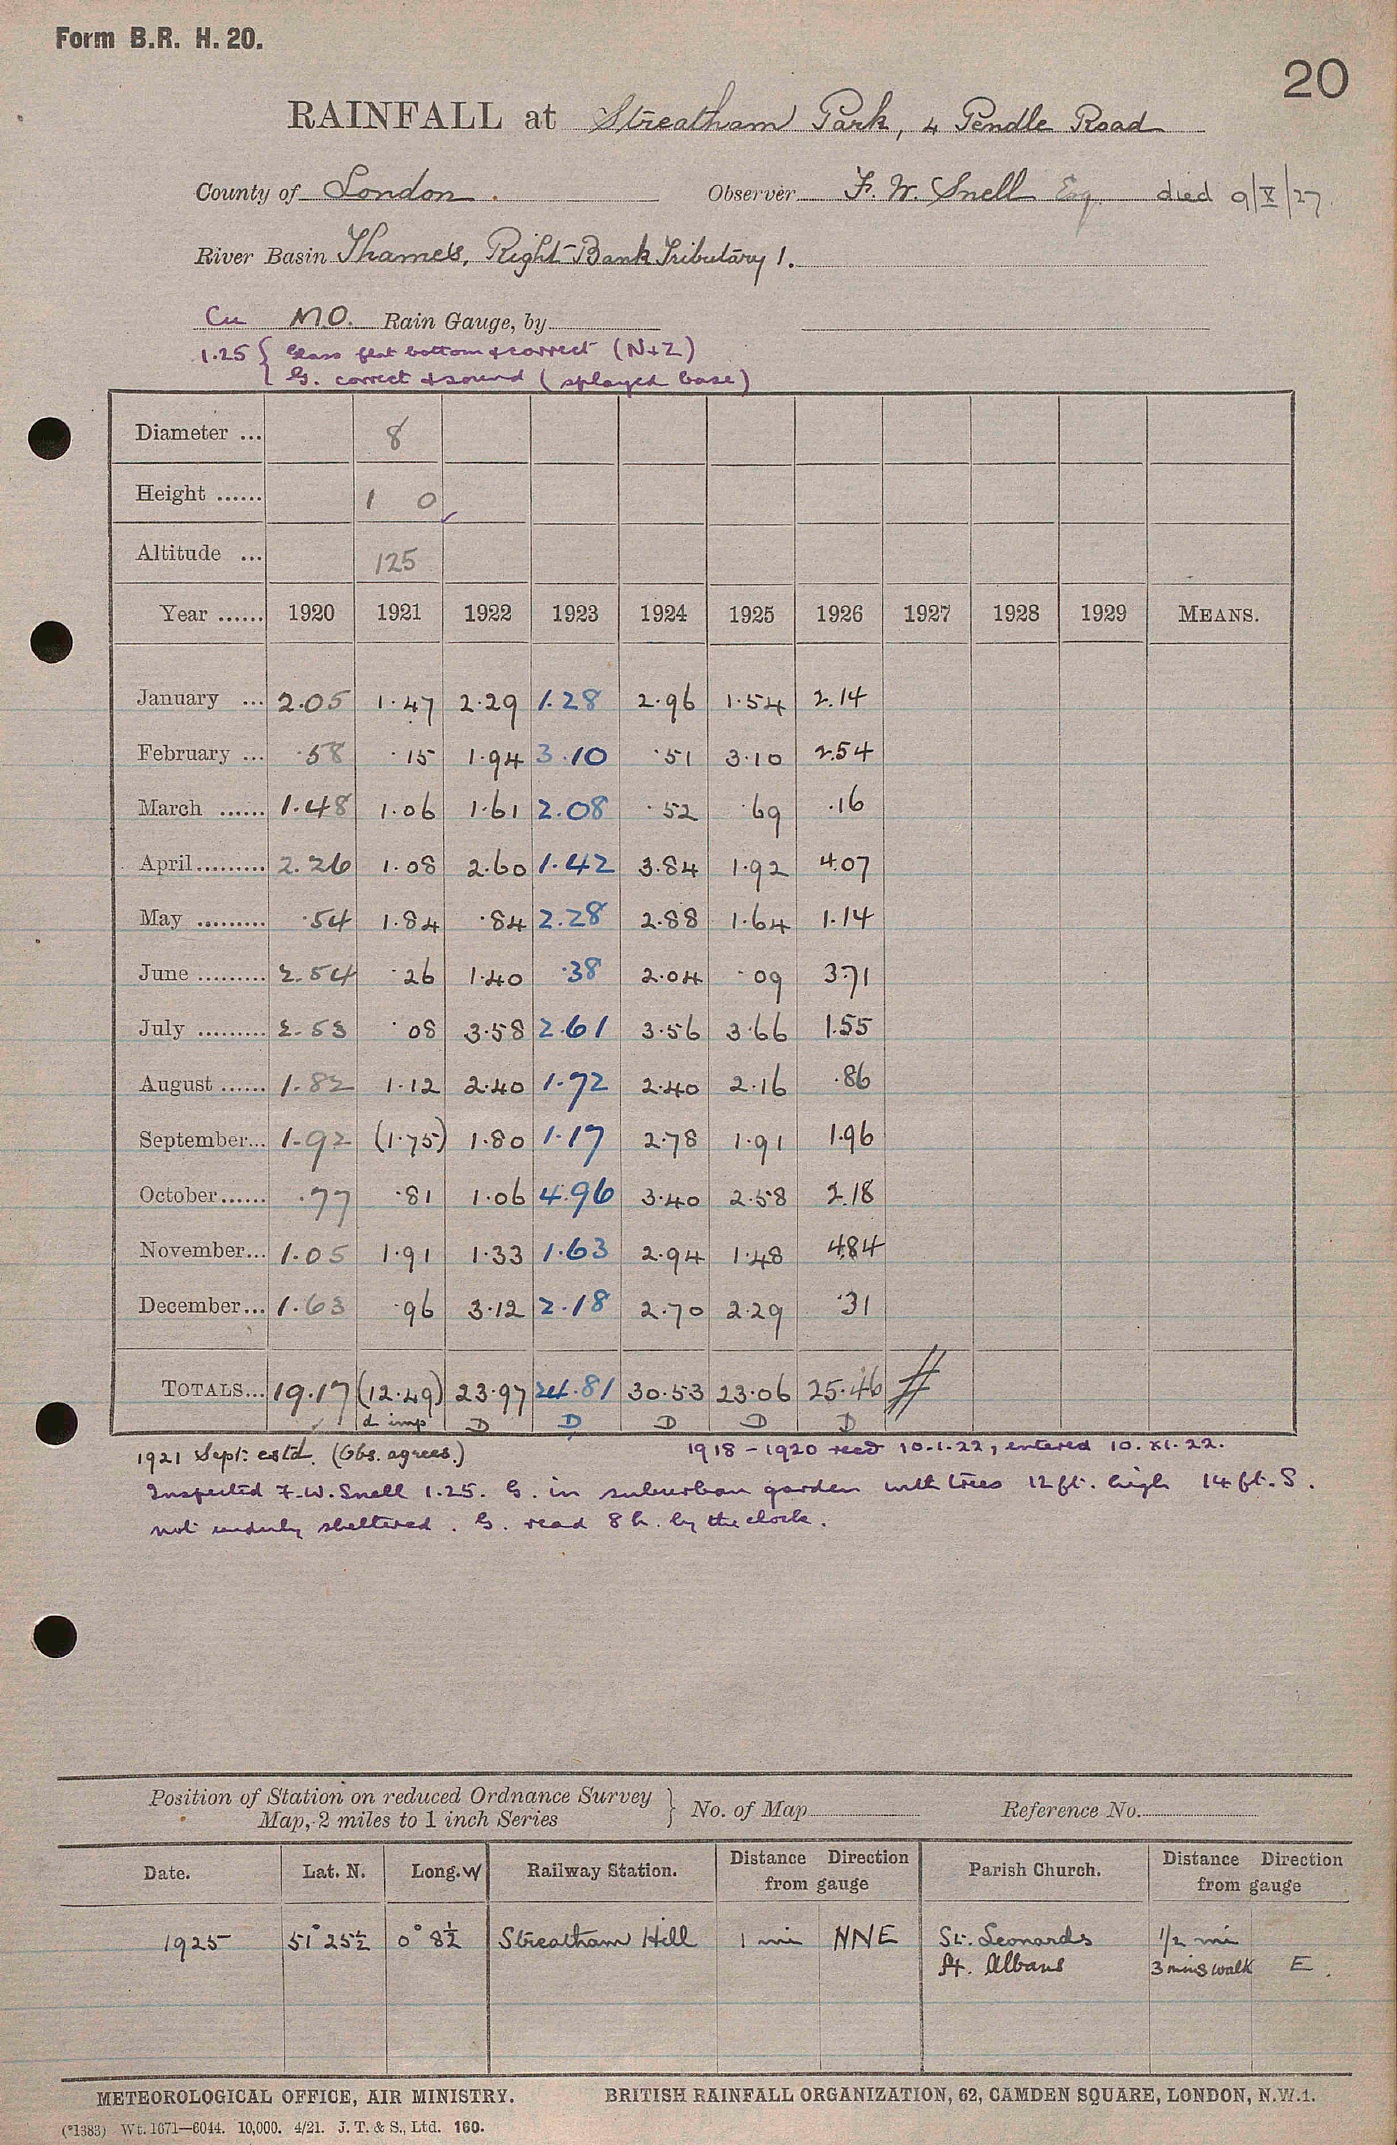 Form B.R. H. 20.
20
RAINFALL at Streatham Park, 4 Pendle Road
County of London. Observer F. W. Snell Esq. died 9/X/27.
River Basin Thames, Right Bank Tributary 1.
Cu M.O. Rain Gauge, by
1.25 { Glass flat bottom & correct (N+Z)
G. correct & sound (splayed base)
Diameter ... 8
Height ...... 1 0
Altitude ... 125
Year ...... 1920 1921 1922 1923 1924 1925 1926 1927 1928 1929 MEANS.
January ... 2.05 1.47 2.29 1.28 2.96 1.54 2.14
February ... .58 .15 1.94 3.10 .51 3.10 2.54
March ...... 1.48 1.06 1.61 2.08 .52 .69 .16
April......... 2.26 1.08 2.60 1.42 3.84 1.92 4.07
May ......... .54 1.84 .84 2.28 2.88 1.64 1.14
June ......... 2.54 .26 1.40 .38 2.04 .09 3.71
July ......... 2.53 .08 3.58 2.61 3.56 3.66 1.55
August ...... 1.82 1.12 2.40 1.72 2.40 2.16 .86
September... 1.92 (1.75) 1.80 1.17 2.78 1.91 1.96
October...... .77 .81 1.06 4.96 3.40 2.58 2.18
November... 1.05 1.91 1.33 1.63 2.94 1.48 4.84
December... 1.63 .96 3.12 2.18 2.70 2.29 .31
TOTALS... 19.17 (12.49) 23.97 24.81 30.53 23.06 25.46 #
d imp D D D D D
1921 Sept: estd. (Obs. agrees.) 1918 - 1920 recd 10.1.22, entered 10.XI.22.
Inspected F.W. Snell 1.25. G. in suburban garden with trees 12 ft. high 14 ft. S.
not unduly sheltered. G. read 8 h. by the clock.
Position of Station on reduced Ordnance Survey
Map, 2 miles to 1 inch Series } No. of Map Reference No.
Date. Lat. N. Long. W Railway Station. Distance Direction from gauge Parish Church. Distance Direction from gauge
1925 51° 25½ 0° 8½ Streatham Hill 1 mi NNE St. Leonards ½ mi
St. Albans 3 mins walk E.
METEOROLOGICAL OFFICE, AIR MINISTRY. BRITISH RAINFALL ORGANIZATION, 62, CAMDEN SQUARE, LONDON, N.W.1.
(*1383) Wt. 1671—6044. 10,000. 4/21. J. T. & S., Ltd. 160.